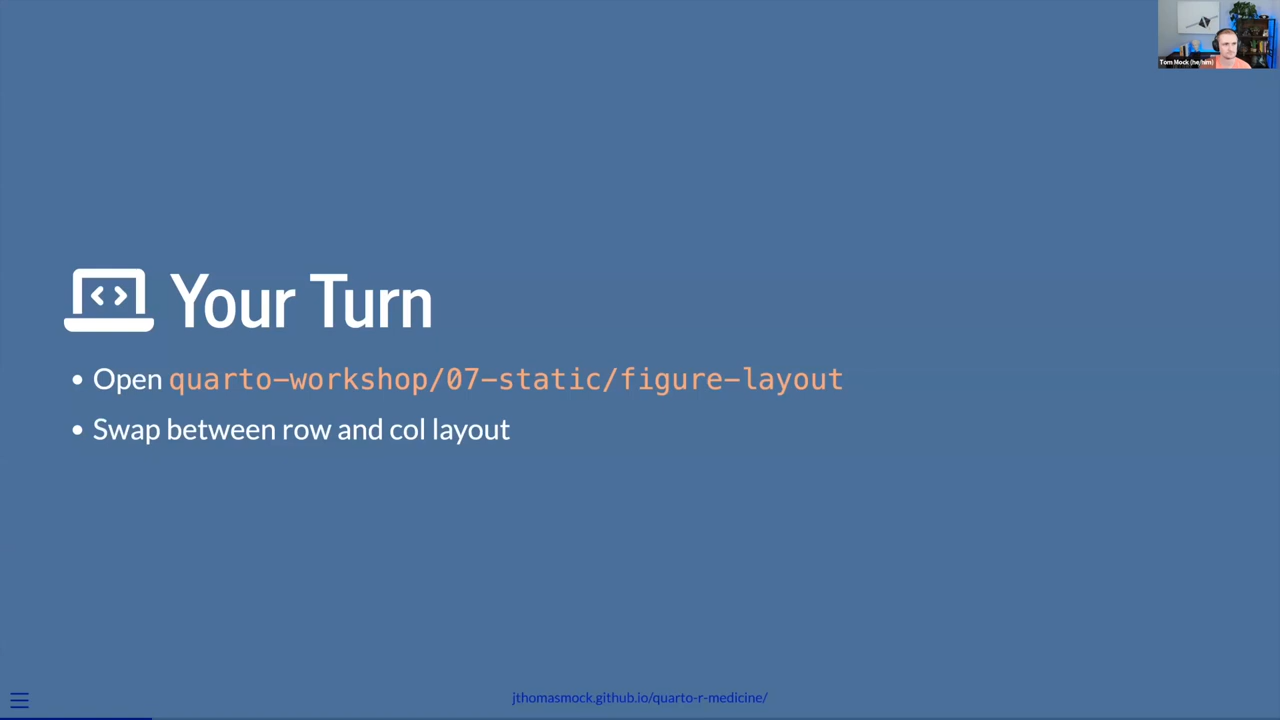 Tom Mock (he/him)
Your Turn
• Open quarto-workshop/07-static/figure-layout
• Swap between row and col layout
jthomasmock.github.io/quarto-r-medicine/